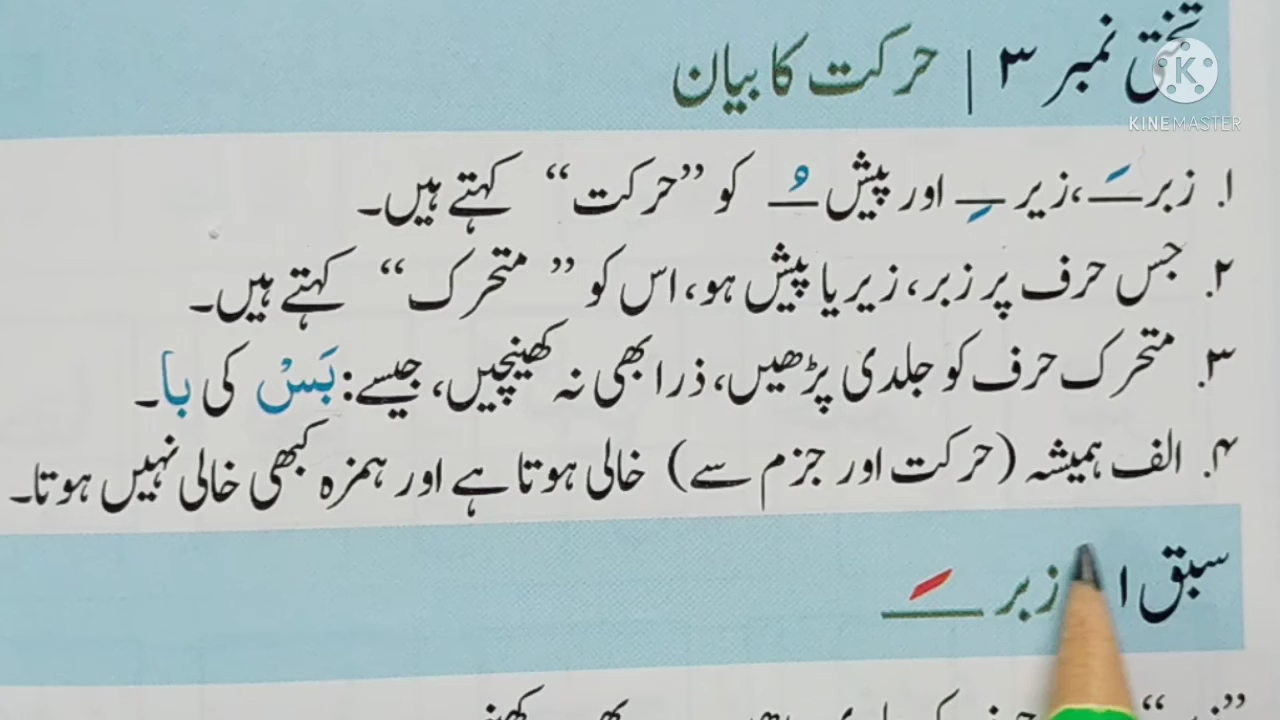 تختی نمبر ۳ | حرکت کا بیان
KINEMASTER
۱. زبر ـَـ، زیر ـِـ اور پیش ـُـ کو ”حرکت“ کہتے ہیں۔
۲. جس حرف پر زبر، زیر یا پیش ہو، اس کو ”متحرک“ کہتے ہیں۔
۳. متحرک حرف کو جلدی پڑھیں، ذرا بھی نہ کھینچیں، جیسے: بَسْ کی با۔
۴. الف ہمیشہ (حرکت اور جزم سے) خالی ہوتا ہے اور ہمزہ کبھی خالی نہیں ہوتا۔
سبق ۱ زبر ـَـ